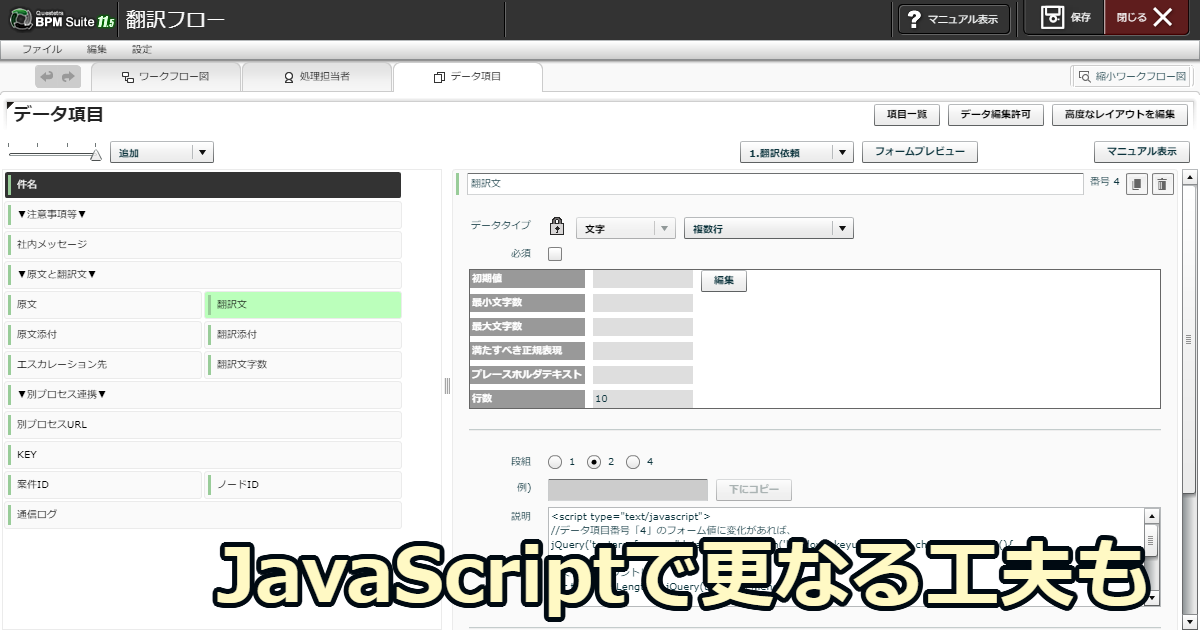 Questetra
BPM Suite 11.5 翻訳フロー
? マニュアル表示 保存 閉じる
ファイル 編集 設定
ワークフロー図 処理担当者 データ項目 縮小ワークフロー図
データ項目
項目一覧 データ編集許可 高度なレイアウトを編集
追加 1.翻訳依頼 フォームプレビュー マニュアル表示
件名
▼注意事項等▼
社内メッセージ
▼原文と翻訳文▼
原文 翻訳文
原文添付 翻訳添付
エスカレーション先 翻訳文字数
▼別プロセス連携▼
別プロセスURL
KEY
案件ID ノードID
通信ログ
翻訳文 番号 4
データタイプ 文字 複数行
必須
初期値 編集
最小文字数
最大文字数
満たすべき正規表現
プレースホルダテキスト
行数 10
段組 1 2 4
例) 下にコピー
説明 <script type="text/javascript">
//データ項目番号「4」のフォーム値に変化があれば、
JavaScriptで更なる工夫も